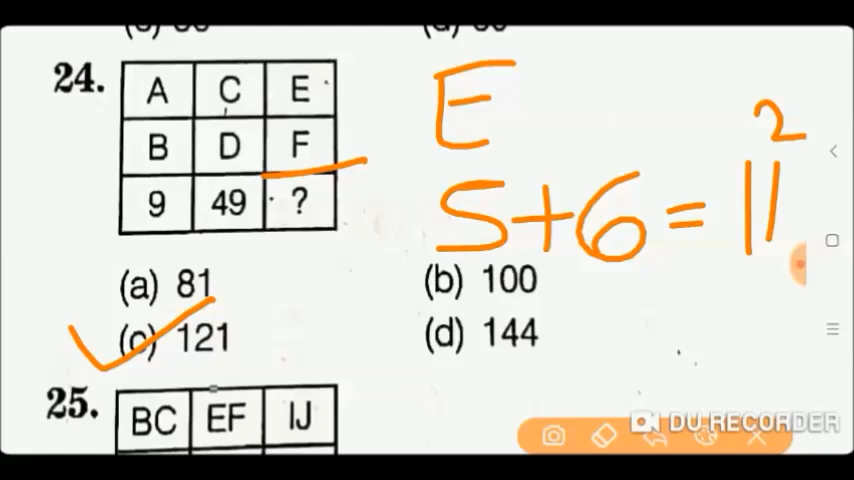 24.
A C E
B D F
9 49 ?
E
2
5+6=11
(a) 81 (b) 100
(c) 121 (d) 144
25.
BC EF IJ
DU RECORDER